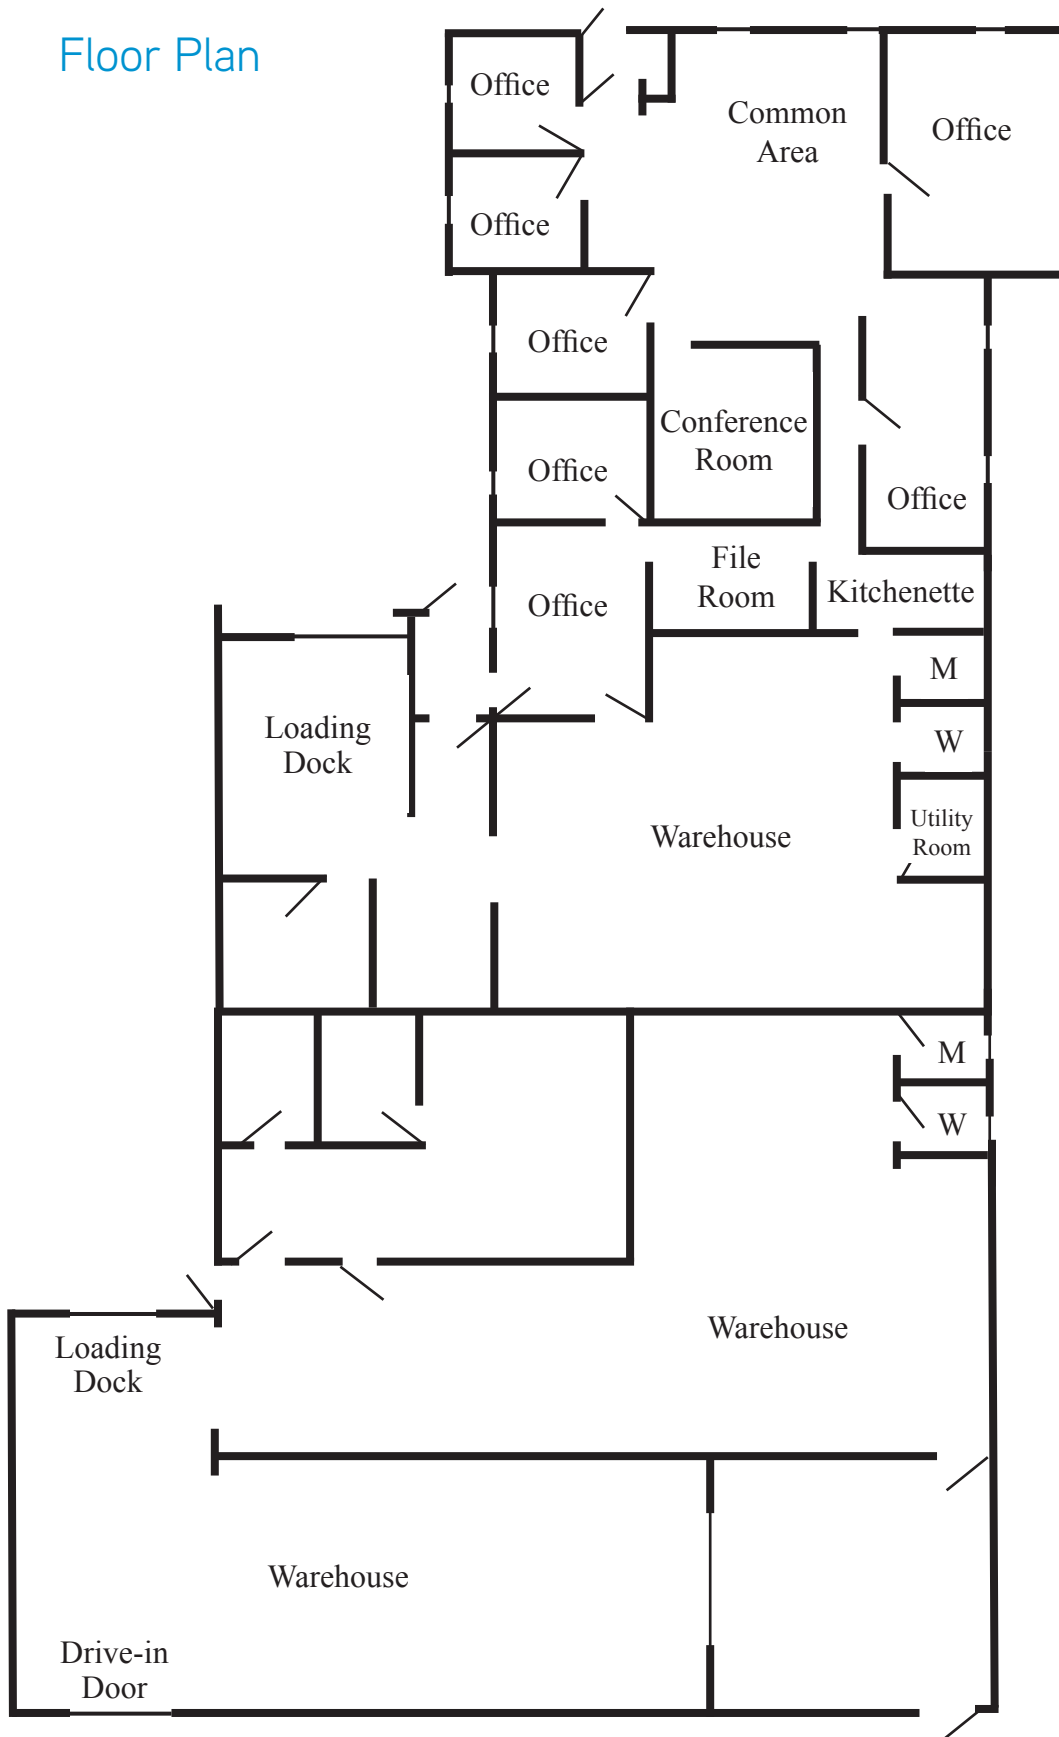 Floor Plan
Office
Common
Area
Office
Office
Office
Conference
Room
Office
Office
File
Room
Office
Kitchenette
M
Loading
Dock
W
Utility
Room
Warehouse
M
W
Warehouse
Loading
Dock
Warehouse
Drive-in
Door